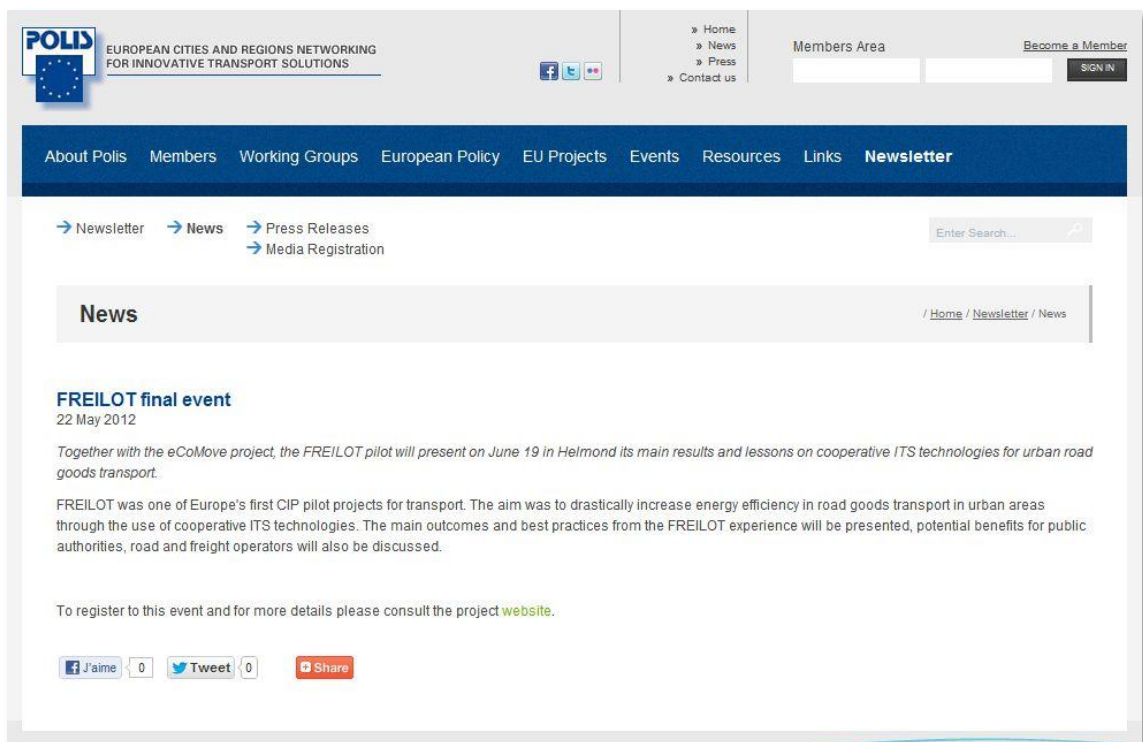 POLIS
EUROPEAN CITIES AND REGIONS NETWORKING
FOR INNOVATIVE TRANSPORT SOLUTIONS
» Home
» News
» Press
» Contact us
Members Area
Become a Member
SIGN IN
About Polis Members Working Groups European Policy EU Projects Events Resources Links Newsletter
Newsletter News Press Releases
Media Registration
Enter Search...
News
/ Home / Newsletter / News
FREILOT final event
22 May 2012
Together with the eCoMove project, the FREILOT pilot will present on June 19 in Helmond its main results and lessons on cooperative ITS technologies for urban road
goods transport.
FREILOT was one of Europe's first CIP pilot projects for transport. The aim was to drastically increase energy efficiency in road goods transport in urban areas
through the use of cooperative ITS technologies. The main outcomes and best practices from the FREILOT experience will be presented, potential benefits for public
authorities, road and freight operators will also be discussed.
To register to this event and for more details please consult the project website.
J'aime 0 Tweet 0 Share